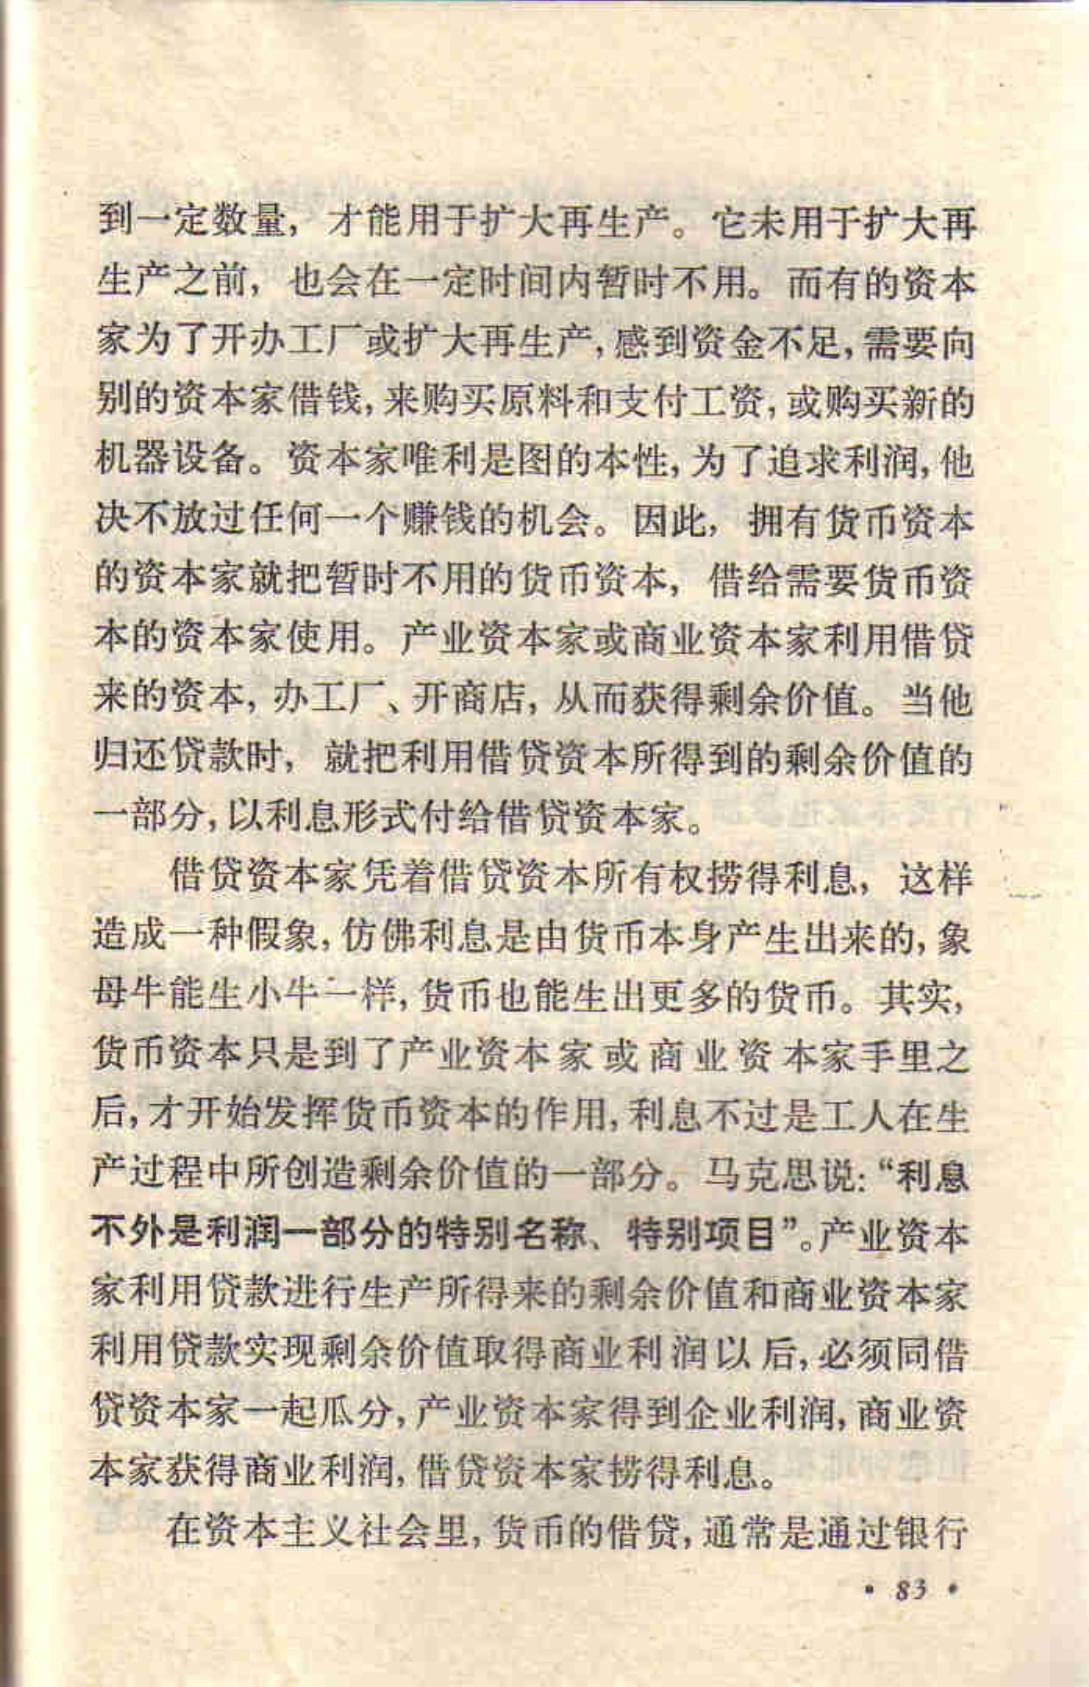 到一定数量，才能用于扩大再生产。它未用于扩大再
生产之前，也会在一定时间内暂时不用。而有的资本
家为了开办工厂或扩大再生产，感到资金不足，需要向
别的资本家借钱，来购买原料和支付工资，或购买新的
机器设备。资本家唯利是图的本性，为了追求利润，他
决不放过任何一个赚钱的机会。因此，拥有货币资本
的资本家就把暂时不用的货币资本，借给需要货币资
本的资本家使用。产业资本家或商业资本家利用借贷
来的资本，办工厂、开商店，从而获得剩余价值。当他
归还贷款时，就把利用借贷资本所得到的剩余价值的
一部分，以利息形式付给借贷资本家。
借贷资本家凭着借贷资本所有权捞得利息，这样
造成一种假象，仿佛利息是由货币本身产生出来的，象
母牛能生小牛一样，货币也能生出更多的货币。其实，
货币资本只是到了产业资本家或商业资本家手里之
后，才开始发挥货币资本的作用，利息不过是工人在生
产过程中所创造剩余价值的一部分。马克思说：“利息
不外是利润一部分的特别名称、特别项目”。产业资本
家利用贷款进行生产所得来的剩余价值和商业资本家
利用贷款实现剩余价值取得商业利润以后，必须同借
贷资本家一起瓜分，产业资本家得到企业利润，商业资
本家获得商业利润，借贷资本家捞得利息。
在资本主义社会里，货币的借贷，通常是通过银行
• 83 •